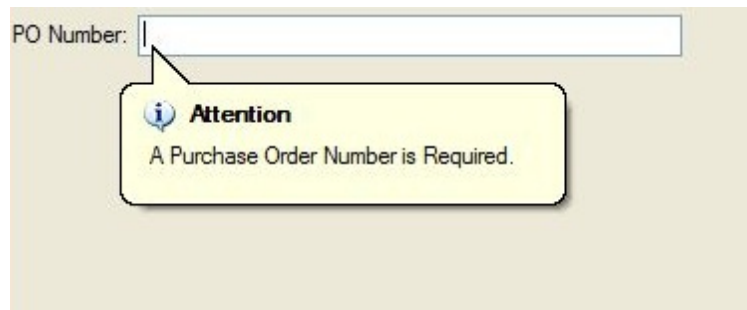 PO Number:
Attention
A Purchase Order Number is Required.